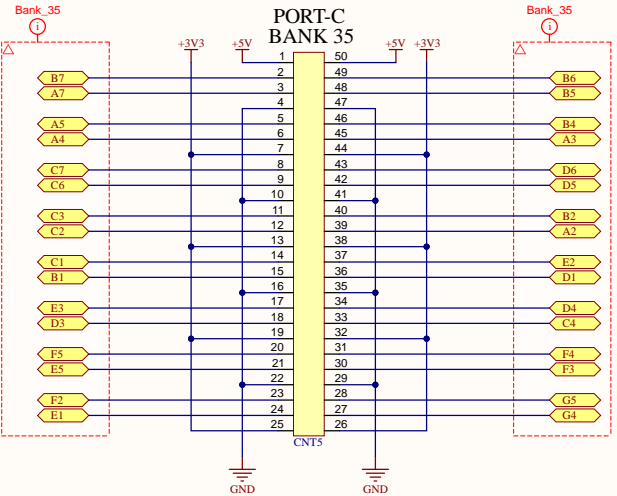 Bank_35
PORT-C
Bank_35
i
BANK 35
i
+3V3 +5V +5V +3V3
1 50
B7 2 49 B6
A7 3 48 B5
4 47
A5 5 46 B4
A4 6 45 A3
7 44
C7 8 43 D6
C6 9 42 D5
10 41
C3 11 40 B2
C2 12 39 A2
13 38
C1 14 37 E2
B1 15 36 D1
16 35
E3 17 34 D4
D3 18 33 C4
19 32
F5 20 31 F4
E5 21 30 F3
22 29
F2 23 28 G5
E1 24 27 G4
25 26
CNT5
GND GND